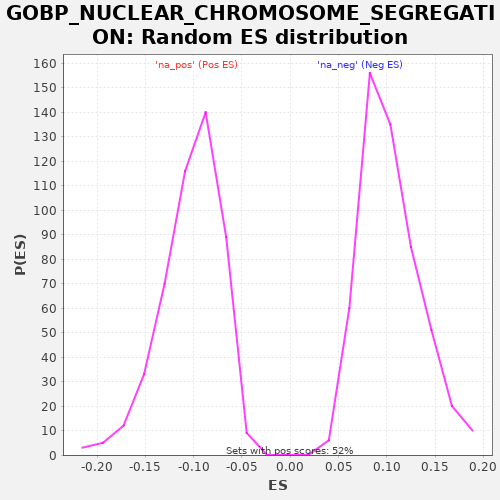 GOBP_NUCLEAR_CHROMOSOME_SEGREGATI
ON: Random ES distribution
'na_pos' (Pos ES) 'na_neg' (Neg ES)
160
150
140
130
120
110
100
90
80
70
60
50
40
30
20
10
0
P(ES)
Sets with pos scores: 52%
-0.20 -0.15 -0.10 -0.05 0.00 0.05 0.10 0.15 0.20
ES